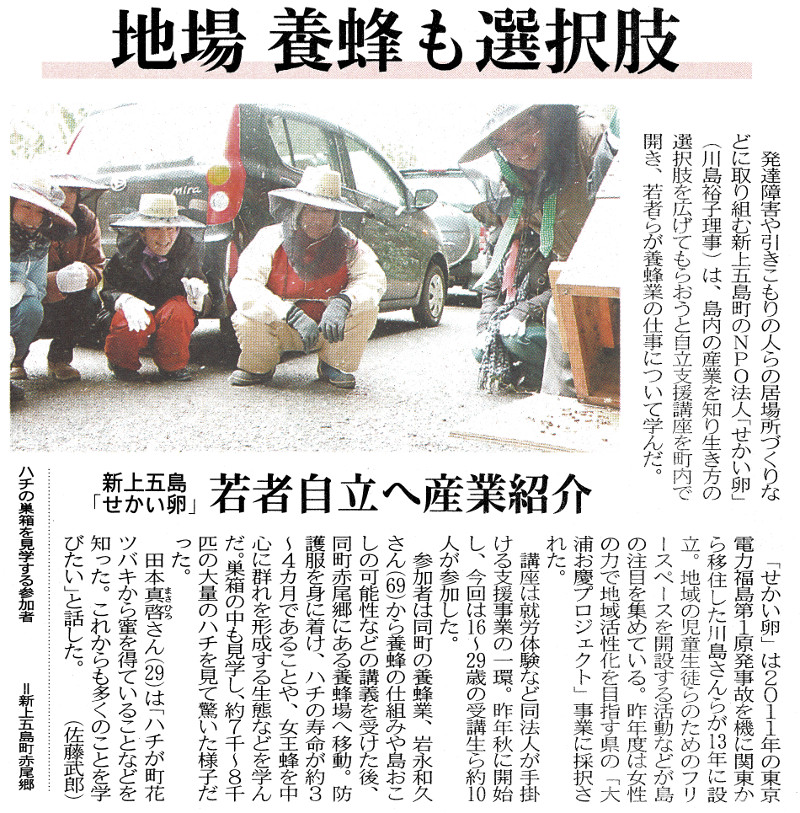 地場 養蜂も選択肢
発達障害や引きこもりの人らの居場所づくりな
どに取り組む新上五島町のNPO法人「せかい卵」
（川島裕子理事）は、島内の産業を知り生き方の
選択肢を広げてもらおうと自立支援講座を町内で
開き、若者らが養蜂業の仕事について学んだ。
Mira
新上五島
「せかい卵」
若者自立へ産業紹介
「せかい卵」は2011年の東京
電力福島第1原発事故を機に関東か
ら移住した川島さんらが13年に設
立。地域の児童生徒らのためのフリ
ースペースを開設する活動などが島
の注目を集めている。昨年度は女性
の力で地域活性化を目指す県の「大
浦お慶プロジェクト」事業に採択さ
れた。
講座は就労体験など同法人が手掛
ける支援事業の一環。昨年秋に開始
し、今回は16～29歳の受講生ら約10
人が参加した。
参加者は同町の養蜂業、岩永和久
さん(69)から養蜂の仕組みや島おこ
しの可能性などの講義を受けた後、
同町赤尾郷にある養蜂場へ移動。防
護服を身に着け、ハチの寿命が約3
～4カ月であることや、女王蜂を中
心に群れを形成する生態などを学ん
だ。巣箱の中も見学し、約7千～8千
匹の大量のハチを見て驚いた様子だ
った。
田本真啓さん(29)は「ハチが町花
まさひろ
ツバキから蜜を得ていることなどを
知った。これからも多くのことを学
びたい」と話した。 （佐藤武郎）
ハチの巣箱を見学する参加者 ＝新上五島町赤尾郷